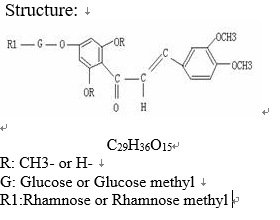 Structure:
R1—G—O OR OCH3
OCH3
OR
O H
C29H36O15
R: CH3- or H-
G: Glucose or Glucose methyl
R1:Rhamnose or Rhamnose methyl